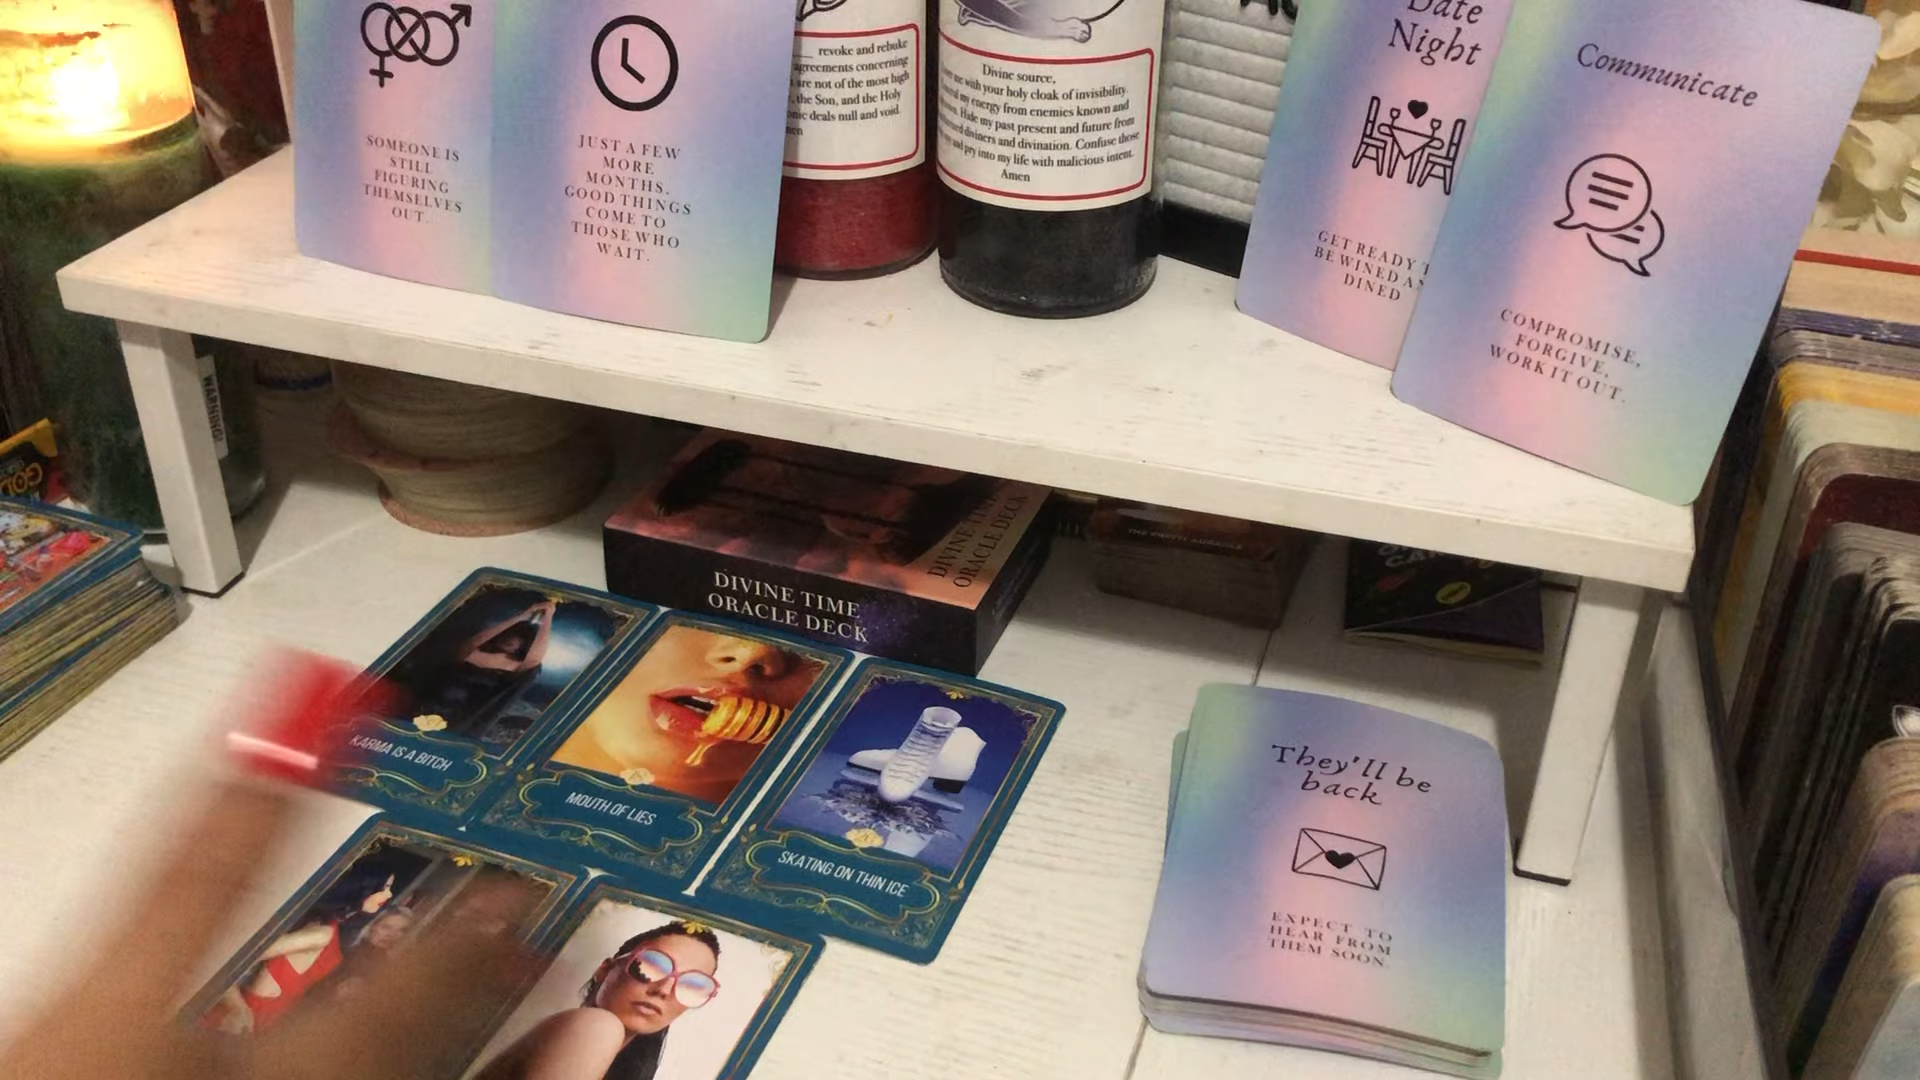 SOMEONE IS
STILL
FIGURING
THEMSELVES
OUT.
JUST A FEW
MORE
MONTHS.
GOOD THINGS
COME TO
THOSE WHO
WAIT.
revoke and rebuke
agreements concerning
are not of the most high
, the Son, and the Holy
deals null and void.
Divine source,
me with your holy cloak of invisibility.
my energy from enemies known and
Hide my past present and future from
diviners and divination. Confuse those
and pry into my life with malicious intent.
Amen
Date
Night
GET READY
BE WINED
DINED
Communicate
COMPROMISE,
FORGIVE,
WORK IT OUT.
WARNING:
DIVINE TIME
ORACLE DECK
DIVINE TIME
ORACLE DECK
KARMA IS A BITCH
MOUTH OF LIES
SKATING ON THIN ICE
They'll be
back
EXPECT TO
HEAR FROM
THEM SOON.